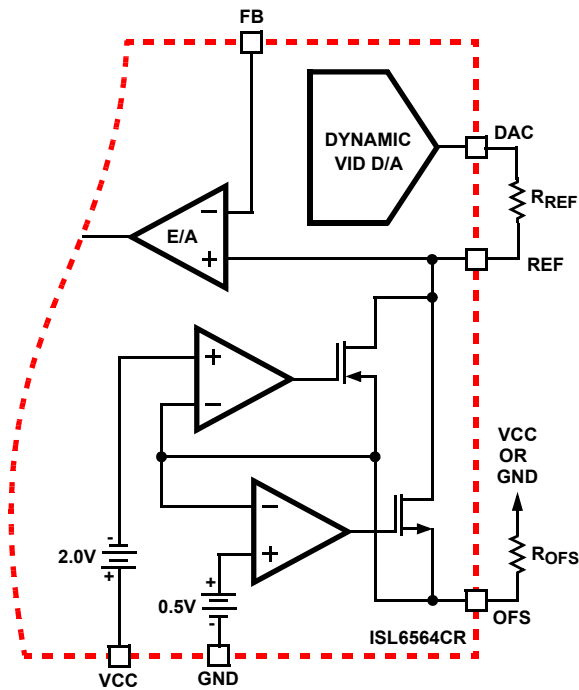 FB
DYNAMIC
VID D/A
DAC
RREF
E/A
−
+
REF
+
−
VCC
OR
GND
−
+
ROFS
-
2.0V
+
+
0.5V
-
OFS
ISL6564CR
VCC
GND